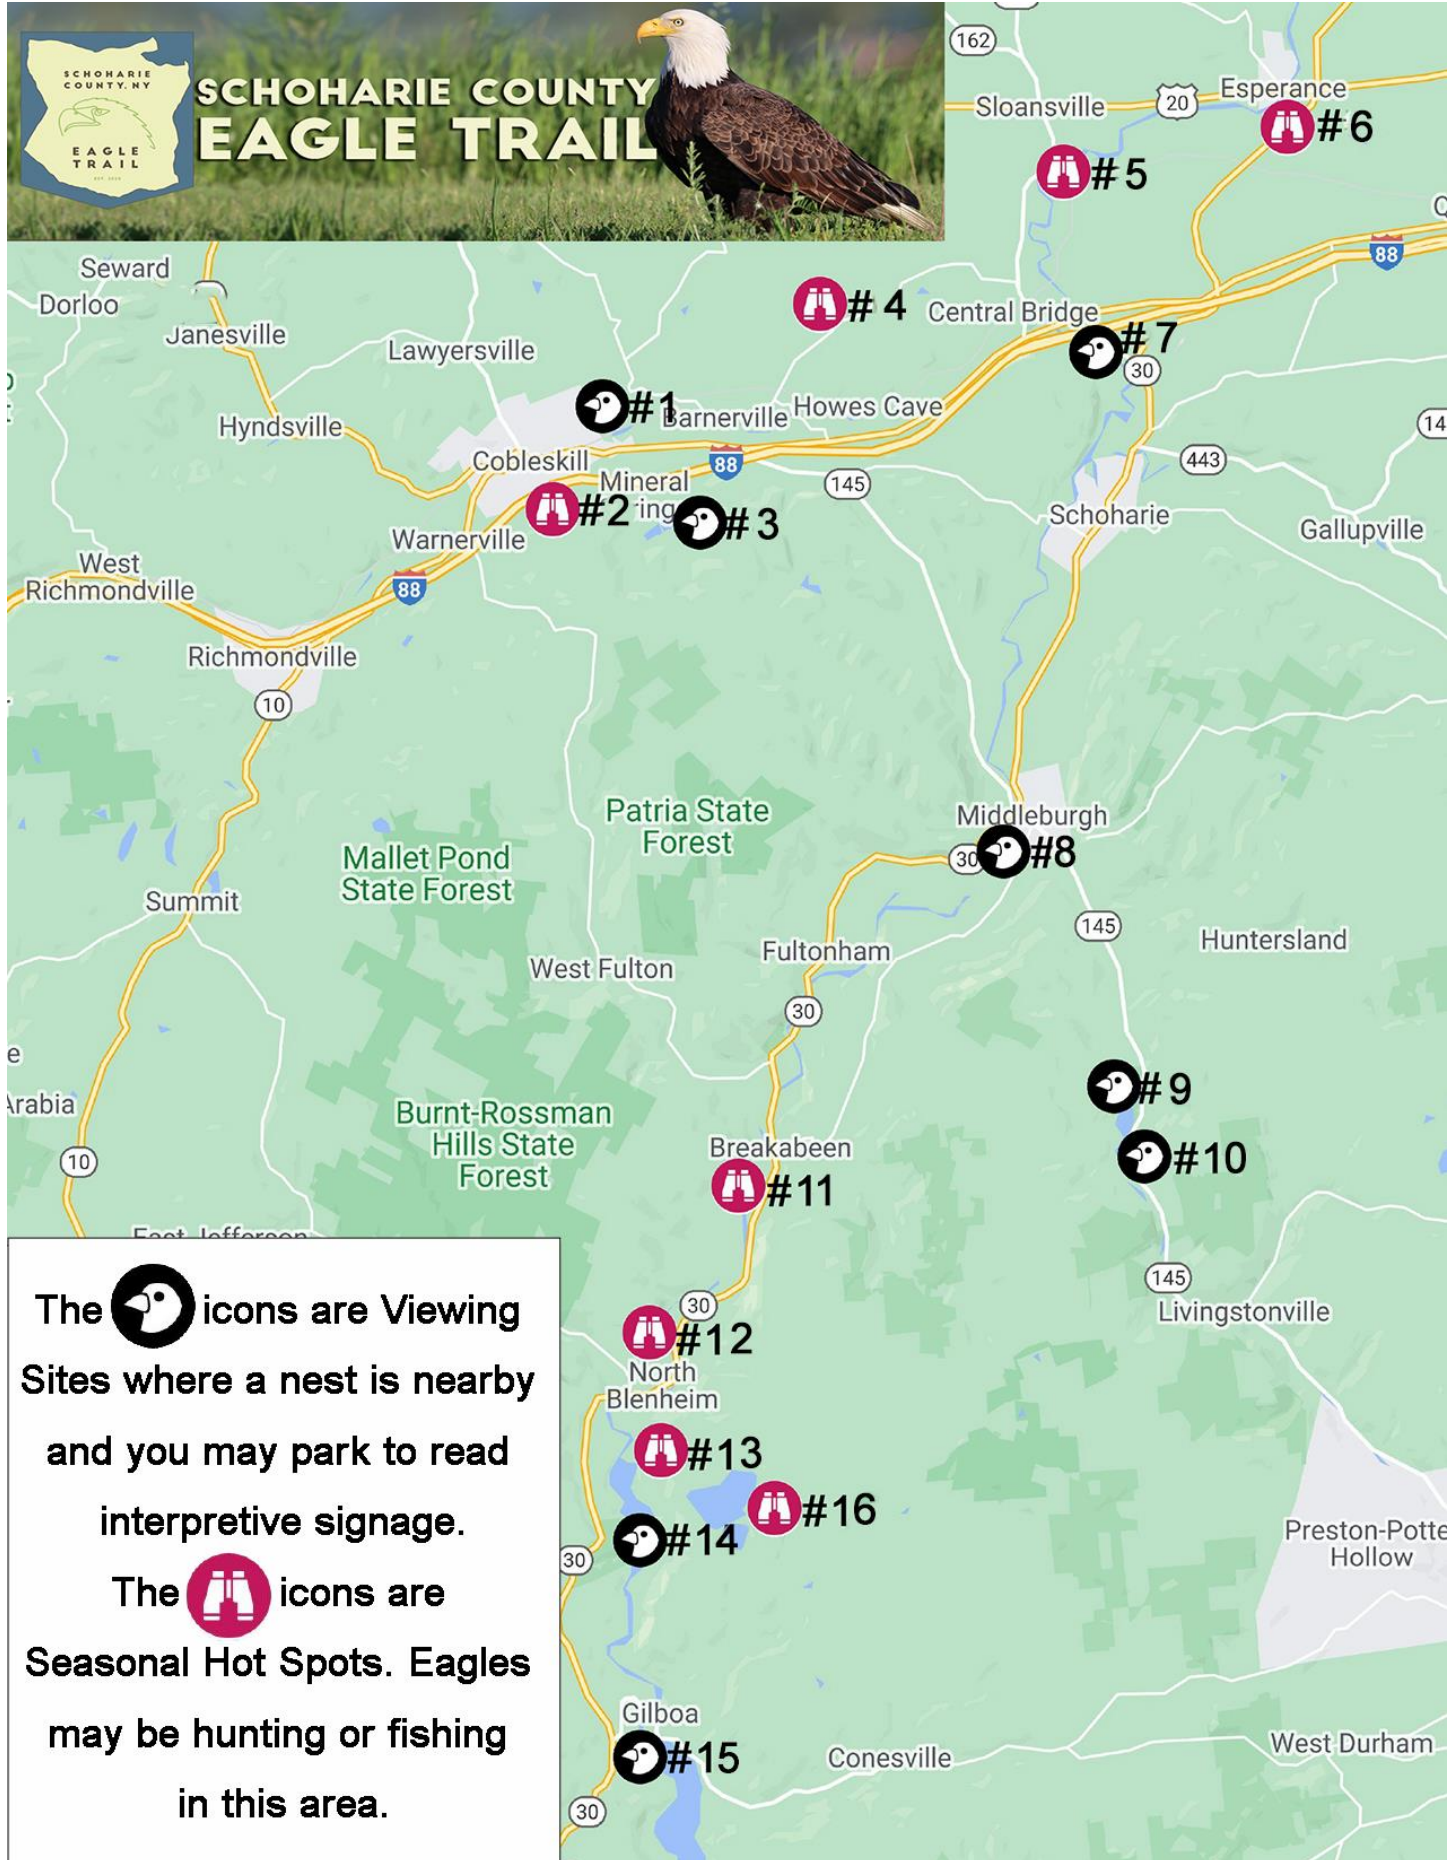 SCHOHARIE
COUNTY, NY
EAGLE
TRAIL
SCHOHARIE COUNTY
EAGLE TRAIL
162
Sloansville
20
Esperance
#6
#5
88
Seward
Dorloo
Janesville
Lawyersville
#4
Central Bridge
#7
30
#1
Barnerville
Howes Cave
14
Hyndsville
Cobleskill
88
443
Mineral
145
#2
ing
#3
Schoharie
Gallupville
Warnerville
West
Richmondville
88
Richmondville
10
Patria State
Forest
Middleburgh
30
#8
Mallet Pond
State Forest
Summit
145
Huntersland
Fultonham
West Fulton
30
e
Arabia
#9
Burnt-Rossman
Hills State
Forest
Breakabeen
10
#10
#11
East Jefferson
145
Livingstonville
30
#12
North
Blenheim
#13
#16
Preston-Potte
Hollow
#14
30
Gilboa
#15
Conesville
West Durham
30
The icons are Viewing
Sites where a nest is nearby
and you may park to read
interpretive signage.
The icons are
Seasonal Hot Spots. Eagles
may be hunting or fishing
in this area.